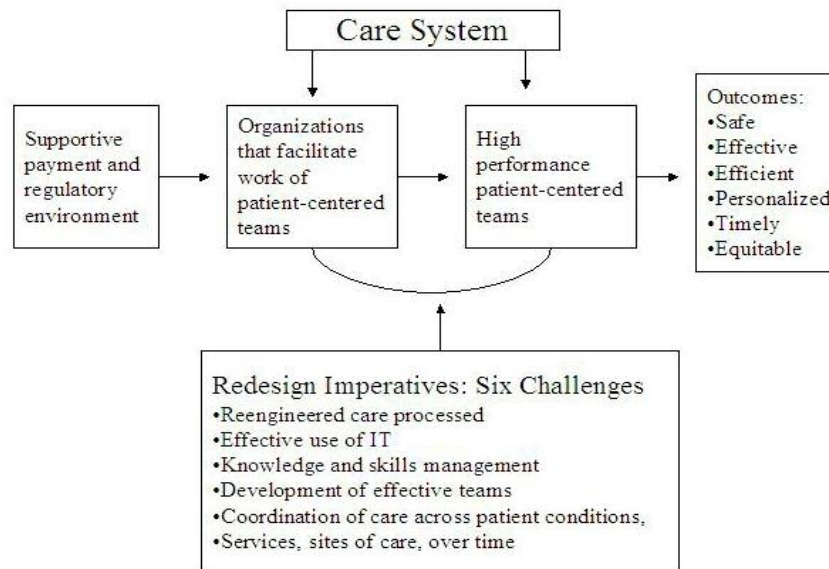 Care System
Supportive
payment and
regulatory
environment
Organizations
that facilitate
work of
patient-centered
teams
High
performance
patient-centered
teams
Outcomes:
•Safe
•Effective
•Efficient
•Personalized
•Timely
•Equitable
Redesign Imperatives: Six Challenges
•Reengineered care processed
•Effective use of IT
•Knowledge and skills management
•Development of effective teams
•Coordination of care across patient conditions,
•Services, sites of care, over time